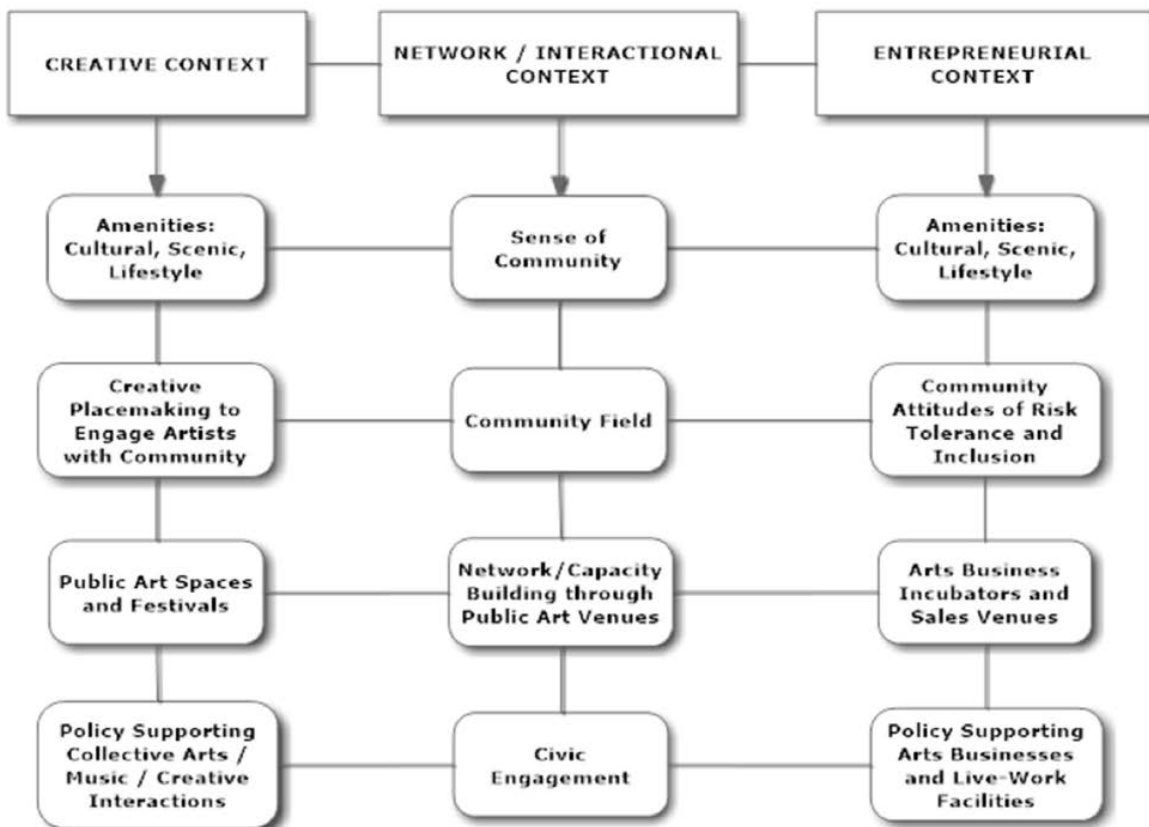 CREATIVE CONTEXT
NETWORK / INTERACTIONAL
CONTEXT
ENTREPRENEURIAL
CONTEXT
Amenities:
Cultural, Scenic,
Lifestyle
Sense of
Community
Amenities:
Cultural, Scenic,
Lifestyle
Creative
Placemaking to
Engage Artists
with Community
Community Field
Community
Attitudes of Risk
Tolerance and
Inclusion
Public Art Spaces
and Festivals
Network/Capacity
Building through
Public Art Venues
Arts Business
Incubators and
Sales Venues
Policy Supporting
Collective Arts /
Music / Creative
Interactions
Civic
Engagement
Policy Supporting
Arts Businesses
and Live-Work
Facilities